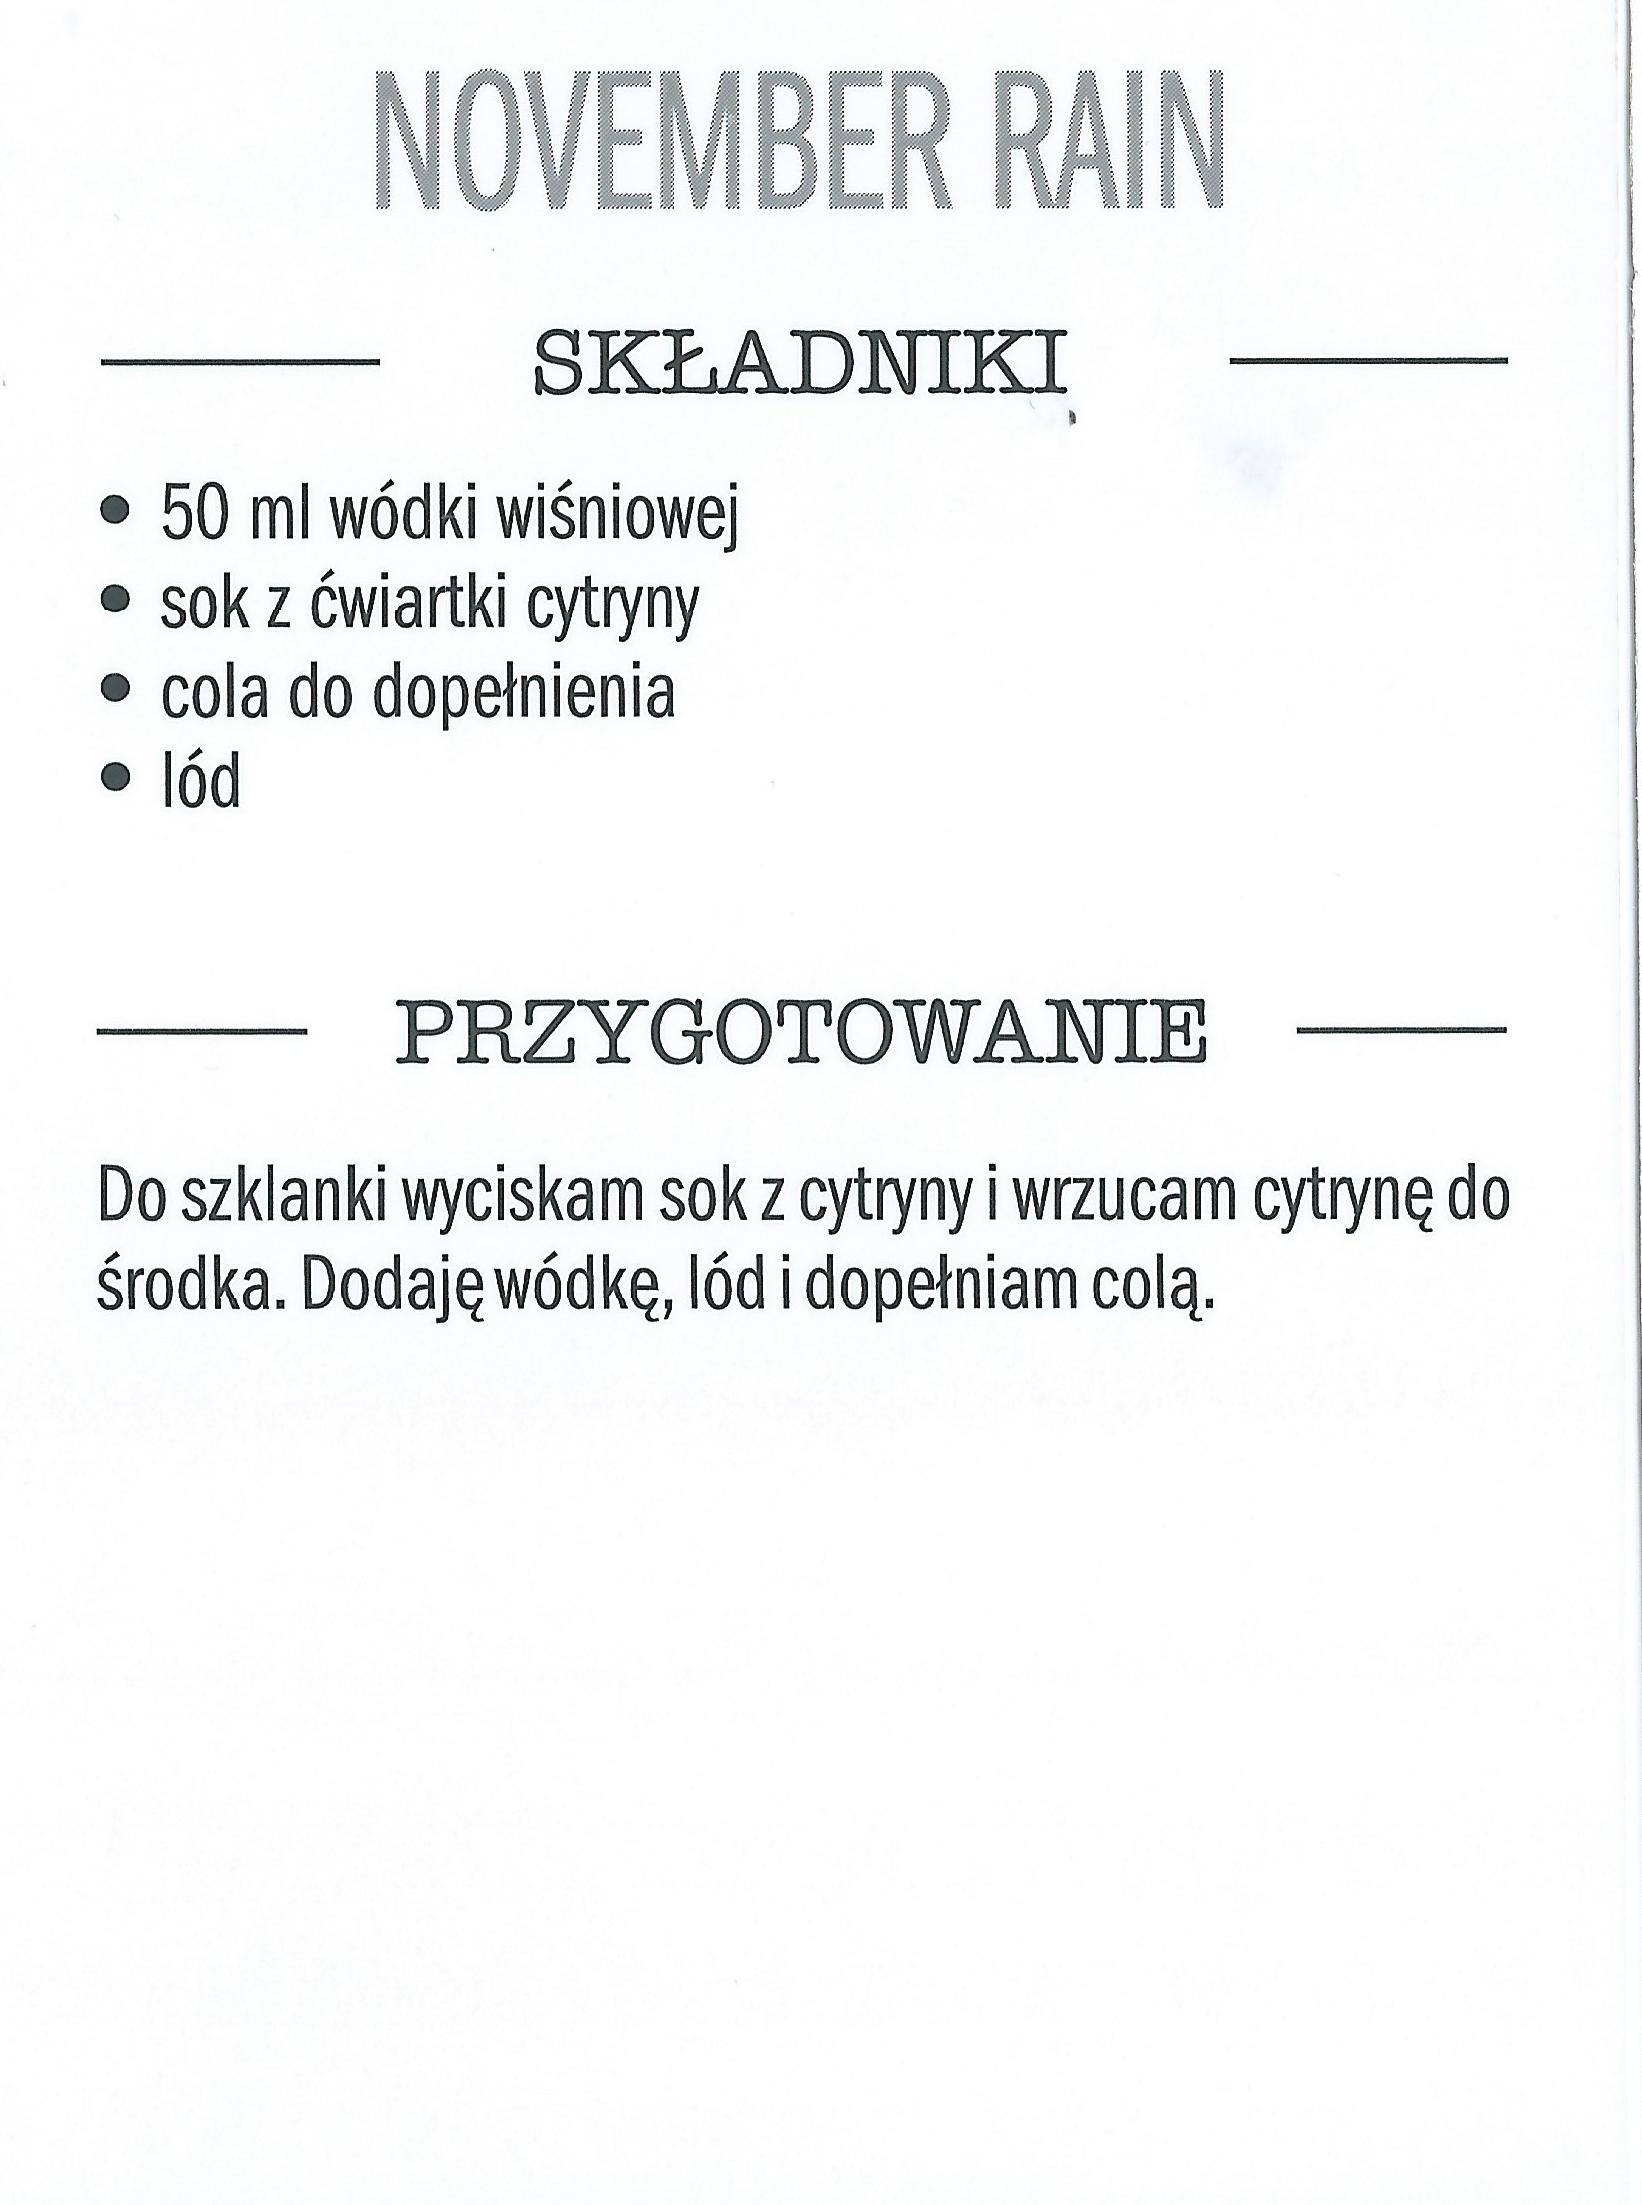 NOVEMBER RAIN
SKŁADNIKI
• 50 ml wódki wiśniowej
• sok z ćwiartki cytryny
• cola do dopełnienia
• lód
PRZYGOTOWANIE
Do szklanki wyciskam sok z cytryny i wrzucam cytrynę do
środka. Dodaję wódkę, lód i dopełniam colą.